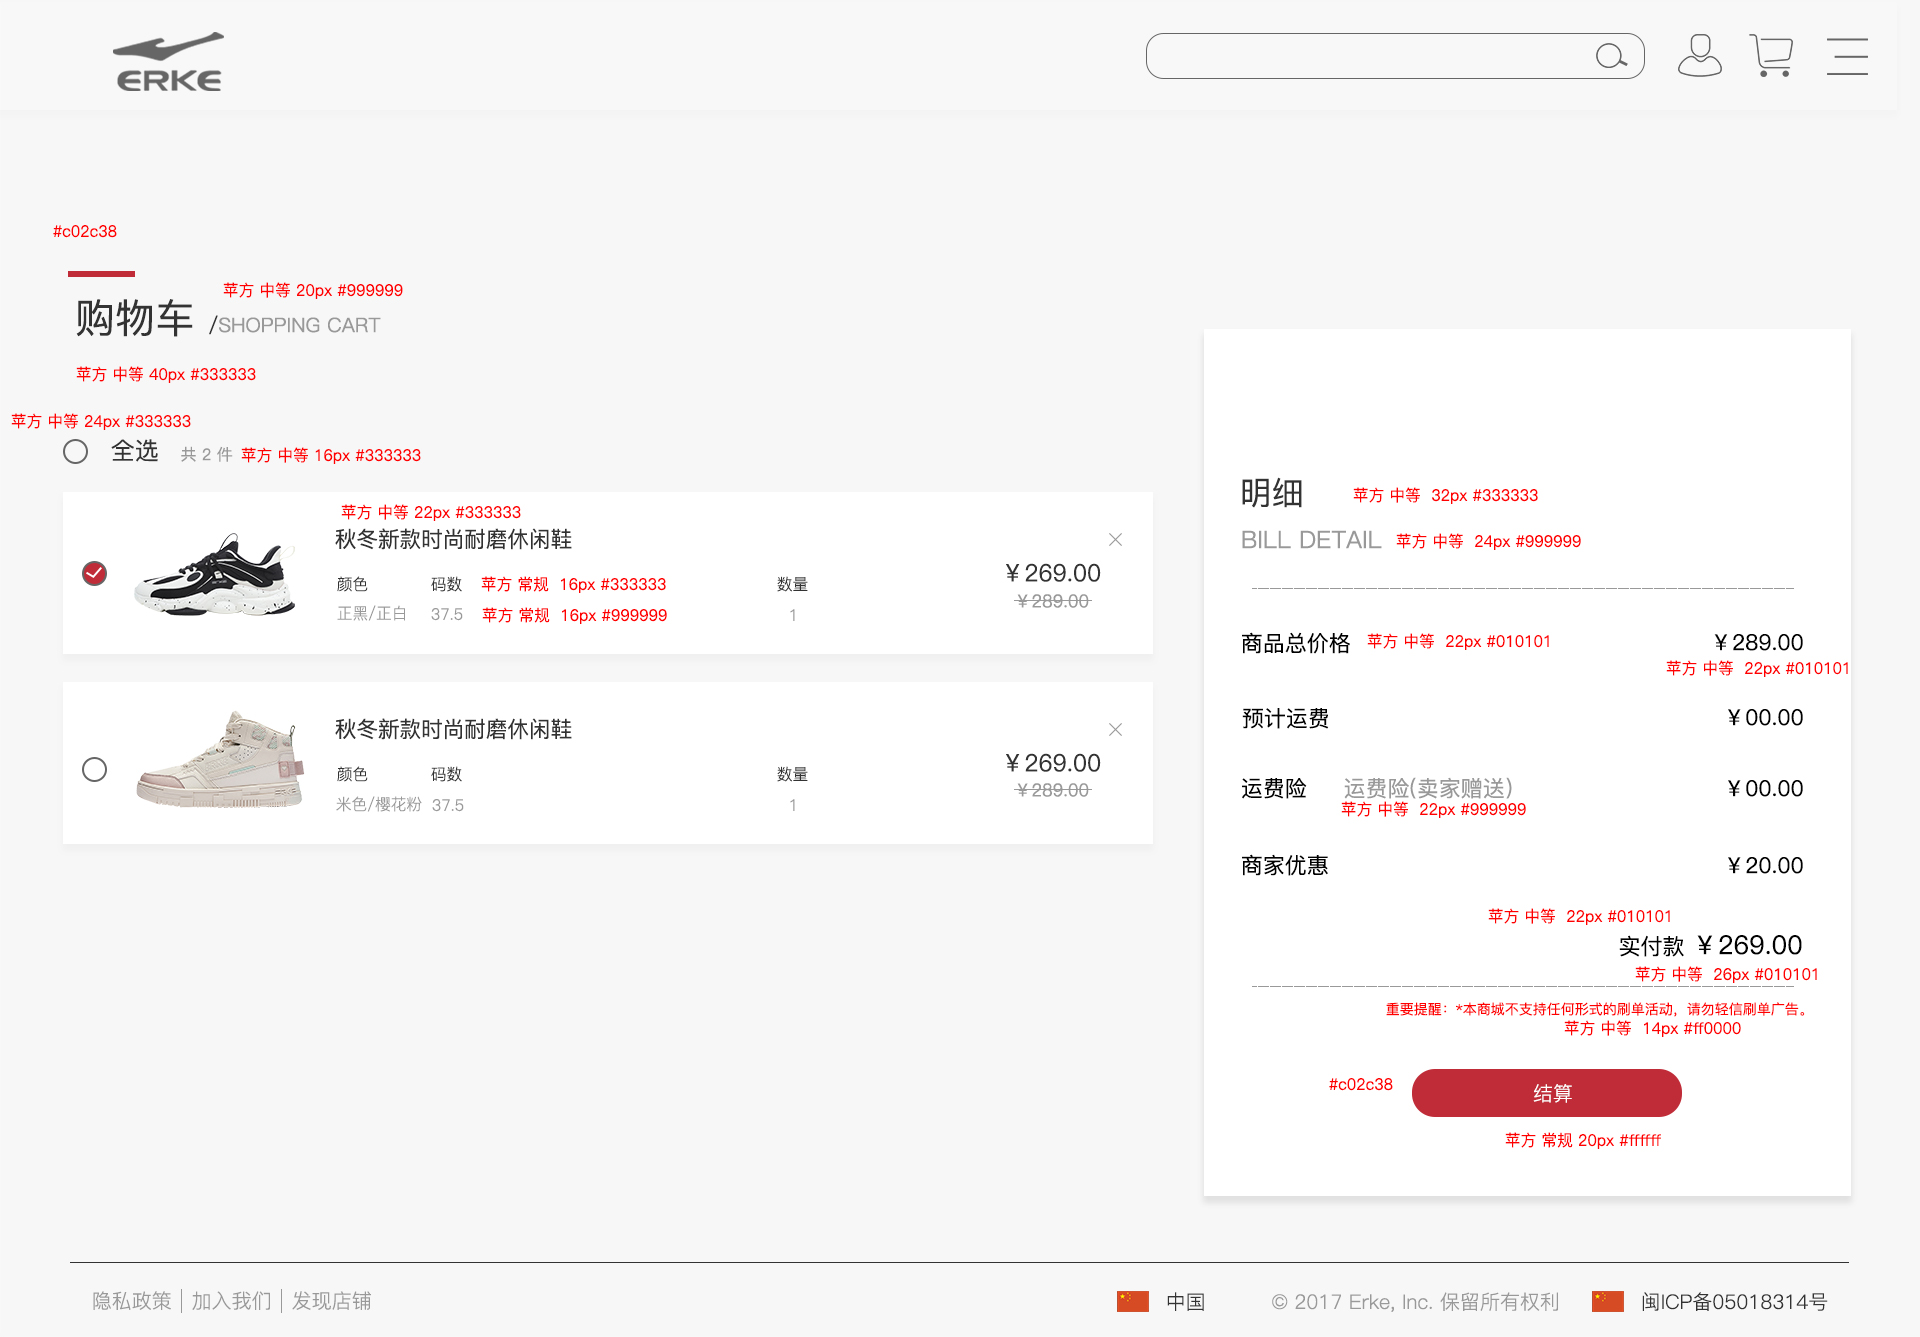 ERKE
#c02c38
苹方 中等 20px #999999
购物车 /SHOPPING CART
苹方 中等 40px #333333
苹方 中等 24px #333333
全选 共 2 件 苹方 中等 16px #333333
苹方 中等 22px #333333
秋冬新款时尚耐磨休闲鞋
颜色 码数 苹方 常规 16px #333333 数量
正黑/正白 37.5 苹方 常规 16px #999999 1
¥269.00
¥289.00
秋冬新款时尚耐磨休闲鞋
颜色 码数 数量
米色/樱花粉 37.5 1
¥269.00
¥289.00
明细 苹方 中等 32px #333333
BILL DETAIL 苹方 中等 24px #999999
商品总价格 苹方 中等 22px #010101 ¥289.00
苹方 中等 22px #010101
预计运费 ¥00.00
运费险 运费险(卖家赠送) ¥00.00
苹方 中等 22px #999999
商家优惠 ¥20.00
苹方 中等 22px #010101
实付款 ¥269.00
苹方 中等 26px #010101
重要提醒：*本商城不支持任何形式的刷单活动，请勿轻信刷单广告。
苹方 中等 14px #ff0000
#c02c38 结算
苹方 常规 20px #ffffff
隐私政策 | 加入我们 | 发现店铺 中国 © 2017 Erke, Inc. 保留所有权利 闽ICP备05018314号